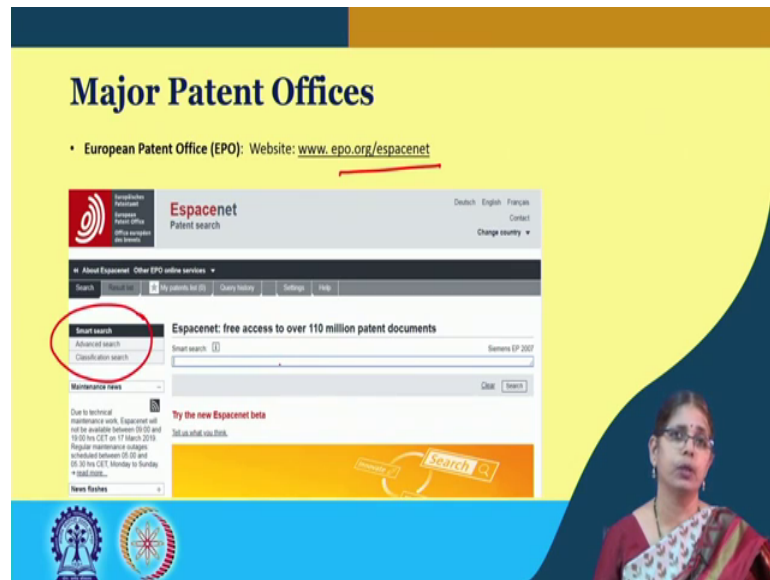 Major Patent Offices
• European Patent Office (EPO): Website: www. epo.org/espacenet
Europäisches
Patentamt
European
Patent Office
Office européen
des brevets
Espacenet
Patent search
Deutsch English Français
Contact
Change country
About Espacenet Other EPO online services
Search Result list My patents list (0) Query history Settings Help
Smart search
Advanced search
Classification search
Espacenet: free access to over 110 million patent documents
Smart search Siemens EP 2007
Clear Search
Maintenance news
Due to technical
maintenance work, Espacenet will
not be available between 09:00 and
19:00 hrs CET on 17 March 2019.
Regular maintenance outages:
scheduled between 05.00 and
05.30 hrs CET, Monday to Sunday.
read more...
News flashes
Try the new Espacenet beta
Tell us what you think.
Innovate
Search